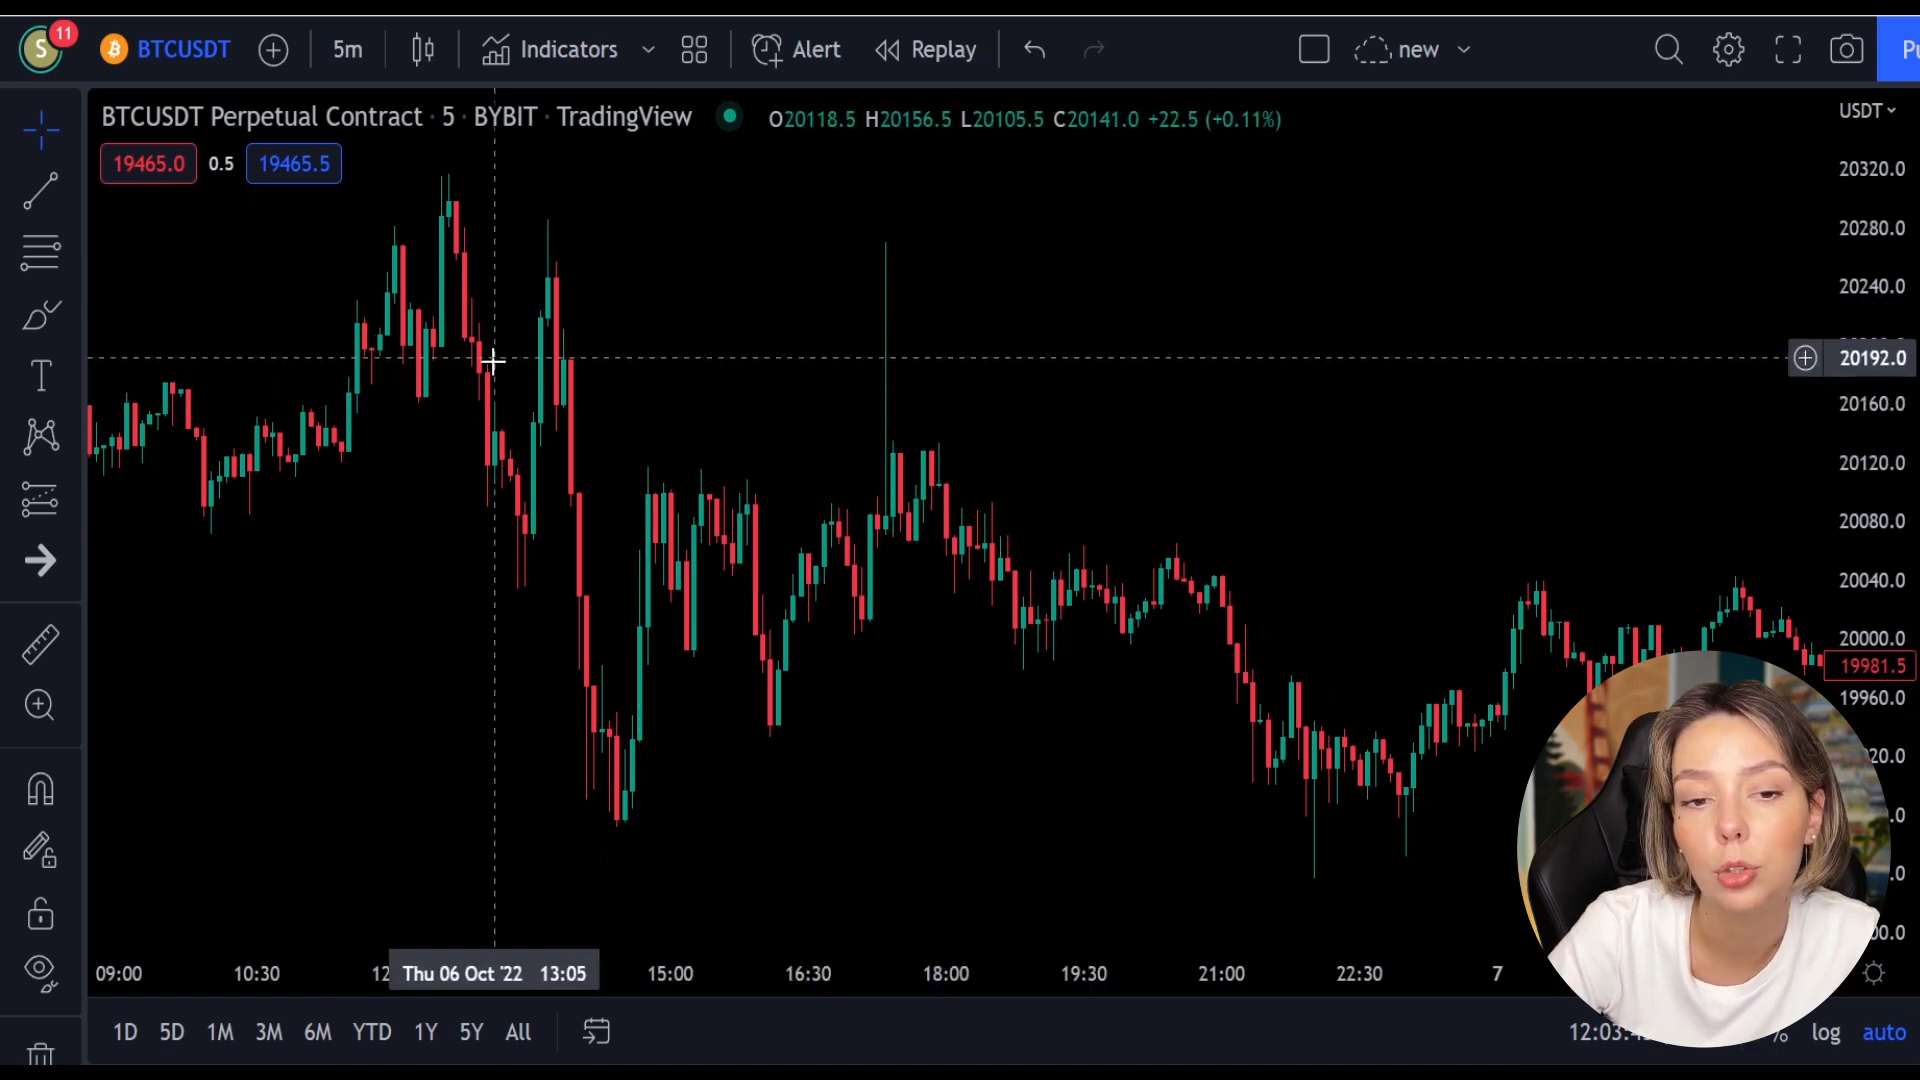 S 11 BTCUSDT 5m Indicators Alert Replay new
BTCUSDT Perpetual Contract · 5 · BYBIT · TradingView O20118.5 H20156.5 L20105.5 C20141.0 +22.5 (+0.11%) USDT
19465.0 0.5 19465.5
20320.0
20280.0
20240.0
20192.0
20160.0
20120.0
20080.0
20040.0
20000.0
19981.5
19960.0
09:00 10:30 12 Thu 06 Oct '22 13:05 15:00 16:30 18:00 19:30 21:00 22:30 7
1D 5D 1M 3M 6M YTD 1Y 5Y All % log auto